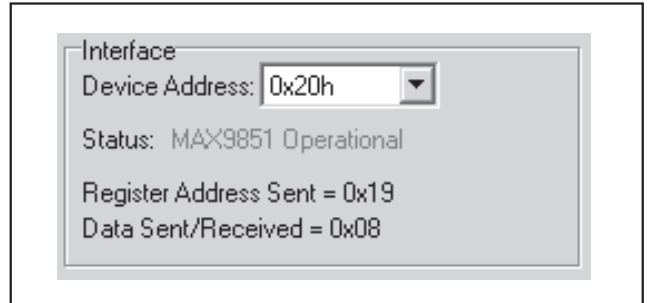 Interface
Device Address: 0x20h
Status: MAX9851 Operational
Register Address Sent = 0x19
Data Sent/Received = 0x08